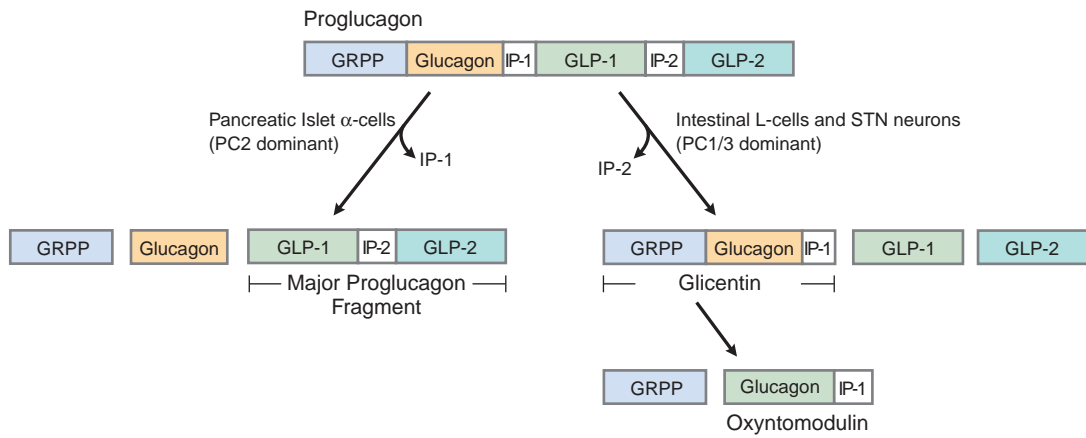 Proglucagon
GRPP Glucagon IP-1 GLP-1 IP-2 GLP-2
Pancreatic Islet α-cells
(PC2 dominant)
IP-1
Intestinal L-cells and STN neurons
(PC1/3 dominant)
IP-2
GRPP Glucagon GLP-1 IP-2 GLP-2
Major Proglucagon
Fragment
GRPP Glucagon IP-1 GLP-1 GLP-2
Glicentin
GRPP Glucagon IP-1
Oxyntomodulin